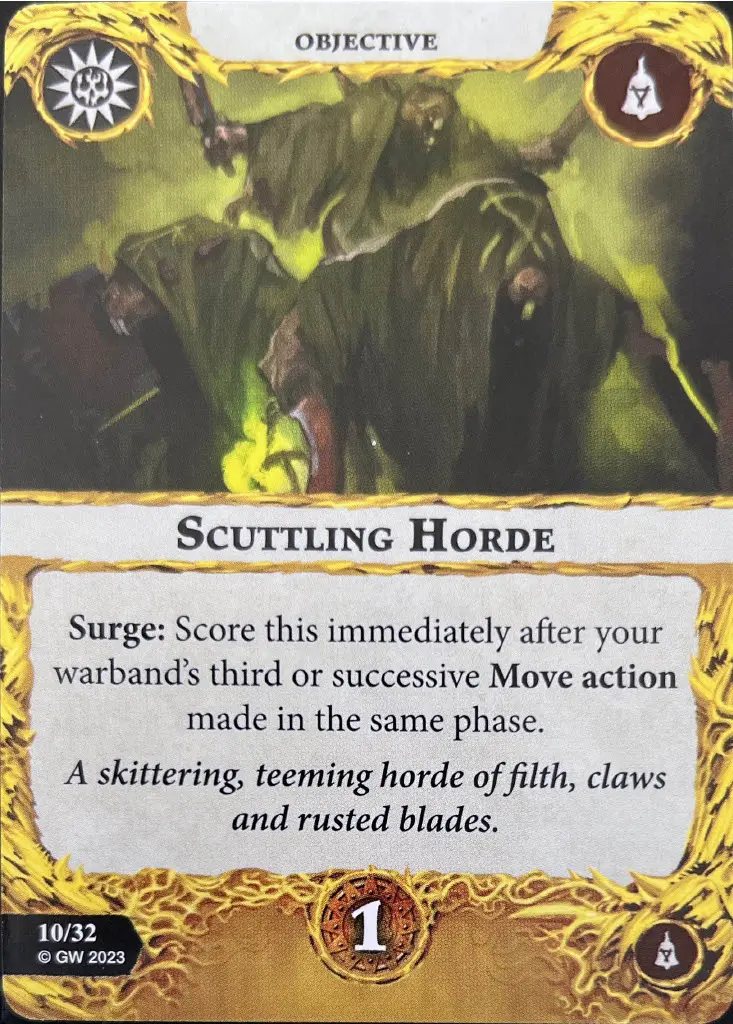 OBJECTIVE
SCUTTLING HORDE
Surge: Score this immediately after your
warband's third or successive Move action
made in the same phase.
A skittering, teeming horde of filth, claws
and rusted blades.
1
10/32
© GW 2023